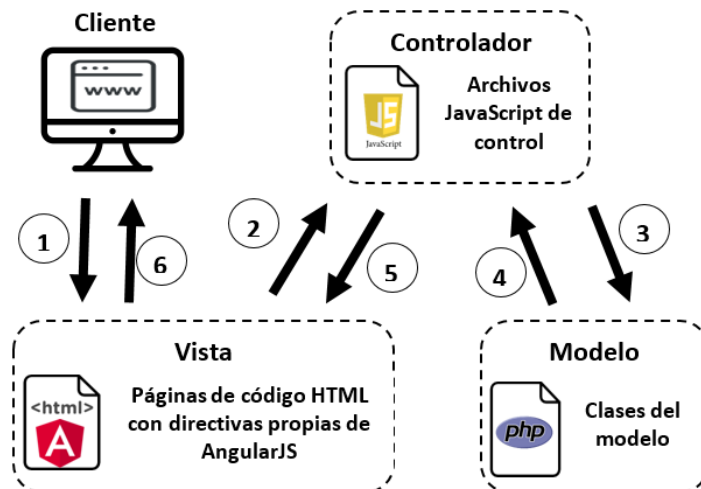 Cliente
WWW
Controlador
JS
JavaScript
Archivos
JavaScript de
control
1
6
2
5
4
3
Vista
<html>
A
Páginas de código HTML
con directivas propias de
AngularJS
Modelo
php
Clases del
modelo